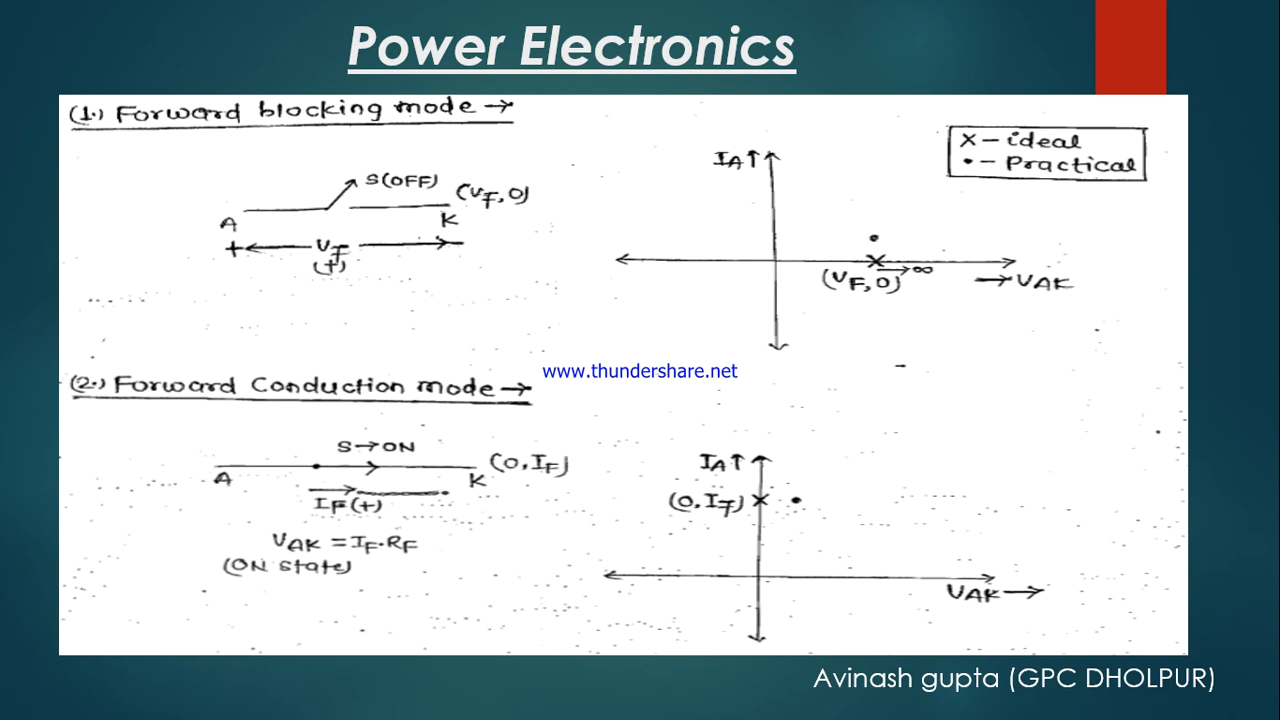 Power Electronics
(1.) Forward blocking mode →
S(OFF)
(VF, 0)
A
K
+ VF -
(+)
IA↑
x - ideal
• - Practical
(VF, 0) → ∞
→ VAK
www.thundershare.net
(2.) Forward Conduction mode →
S→ON
A
K
(0, IF)
IF(+)
VAK = IF.RF
(ON state)
IA↑
(0, IF)
VAK →
Avinash gupta (GPC DHOLPUR)